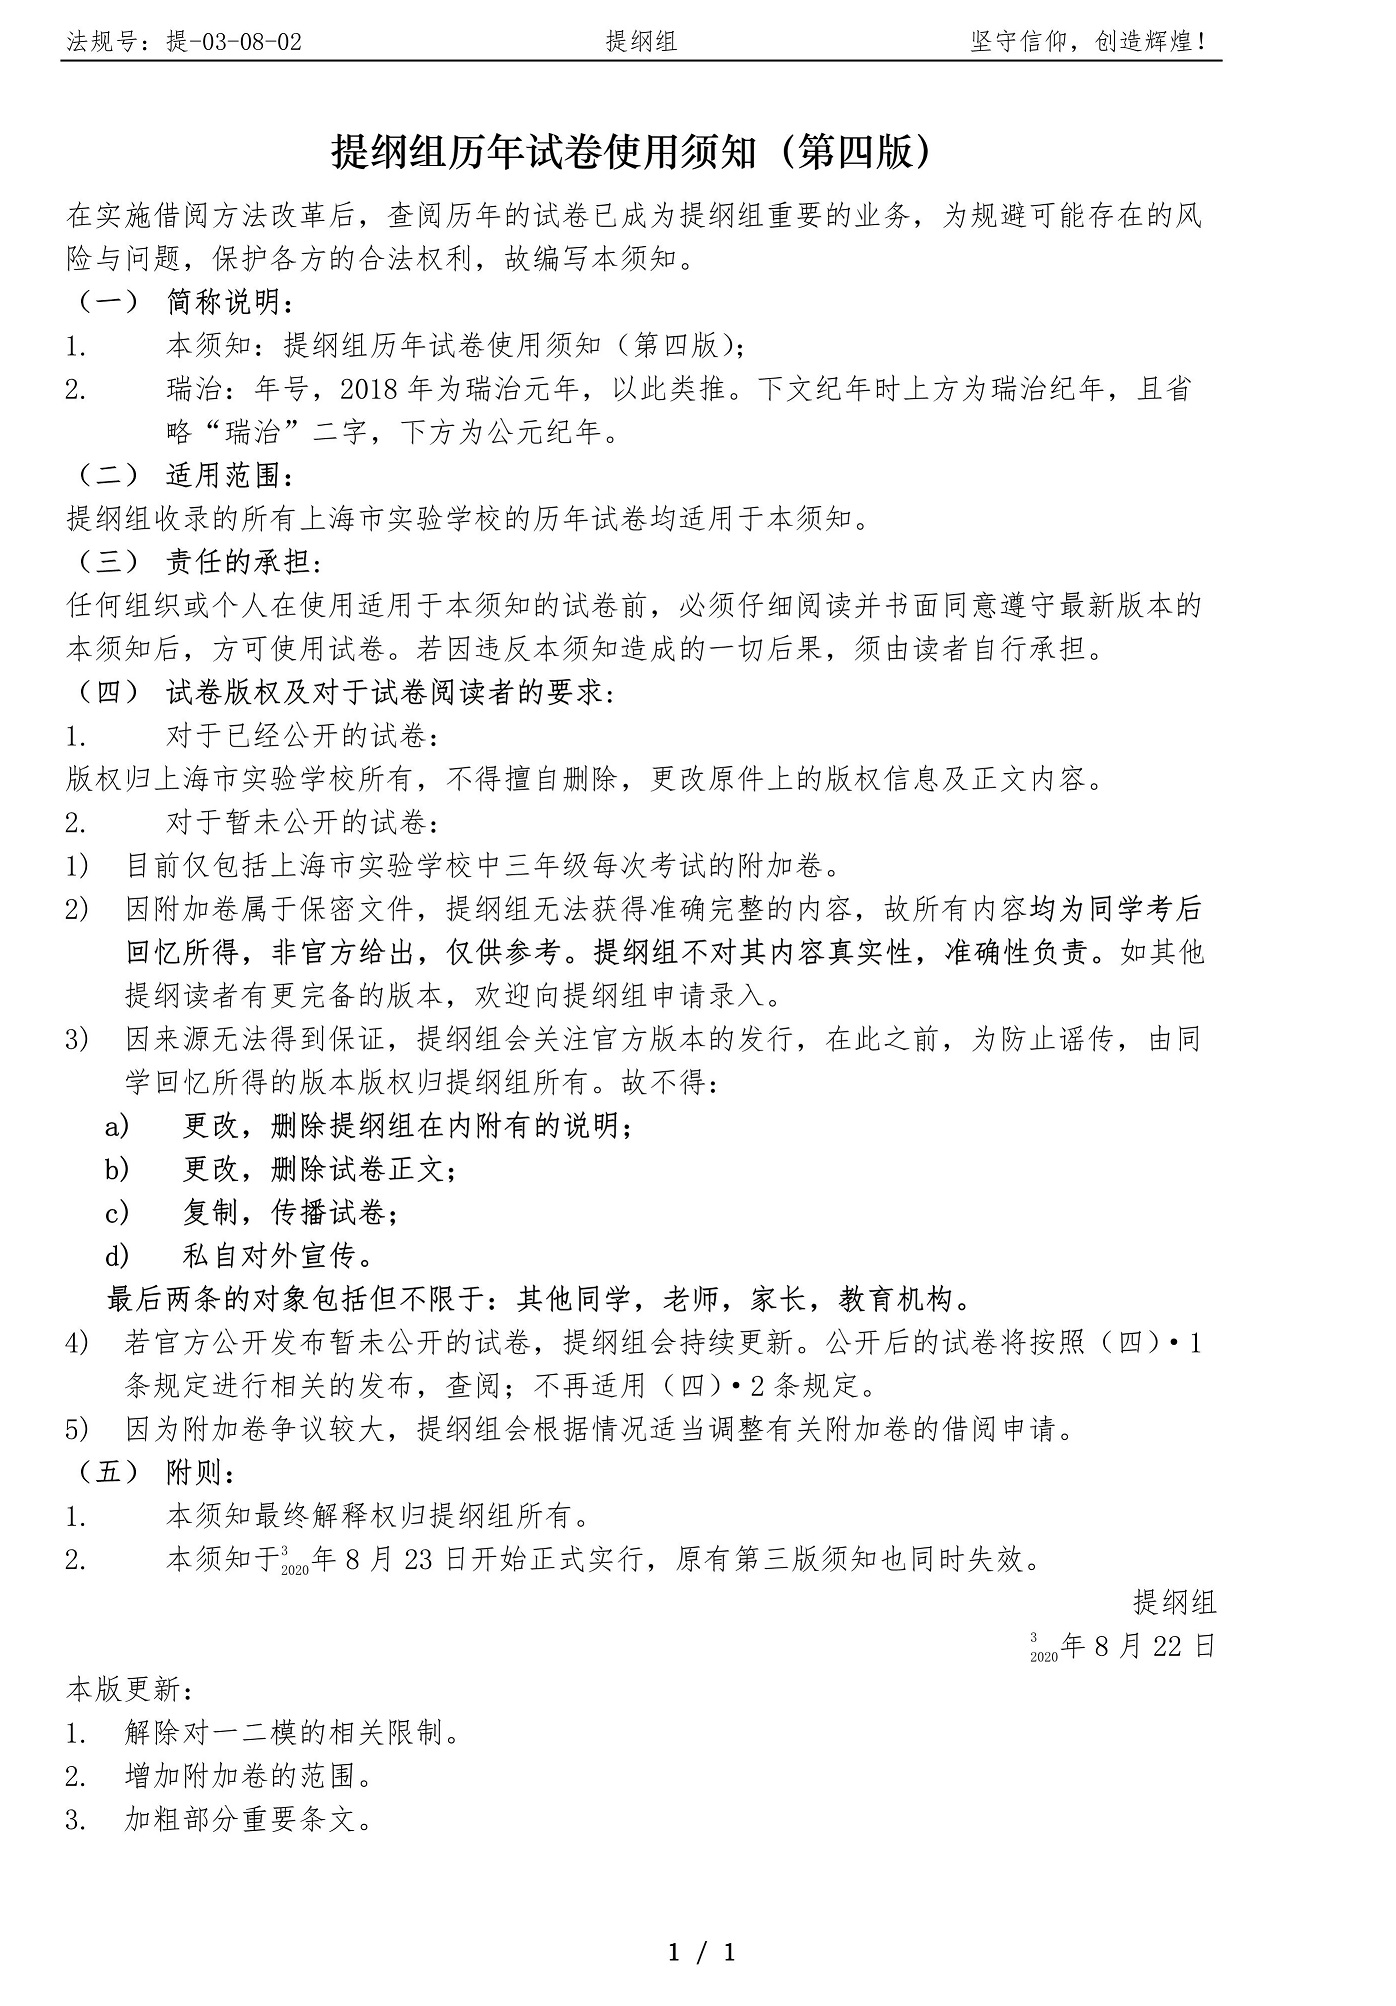 法规号：提-03-08-02 提纲组 坚守信仰，创造辉煌！
提纲组历年试卷使用须知（第四版）
在实施借阅方法改革后，查阅历年的试卷已成为提纲组重要的业务，为规避可能存在的风
险与问题，保护各方的合法权利，故编写本须知。
（一） 简称说明：
1. 本须知：提纲组历年试卷使用须知（第四版）；
2. 瑞治：年号，2018 年为瑞治元年，以此类推。下文纪年时上方为瑞治纪年，且省
略“瑞治”二字，下方为公元纪年。
（二） 适用范围：
提纲组收录的所有上海市实验学校的历年试卷均适用于本须知。
（三） 责任的承担：
任何组织或个人在使用适用于本须知的试卷前，必须仔细阅读并书面同意遵守最新版本的
本须知后，方可使用试卷。若因违反本须知造成的一切后果，须由读者自行承担。
（四） 试卷版权及对于试卷阅读者的要求：
1. 对于已经公开的试卷：
版权归上海市实验学校所有，不得擅自删除，更改原件上的版权信息及正文内容。
2. 对于暂未公开的试卷：
1) 目前仅包括上海市实验学校中三年级每次考试的附加卷。
2) 因附加卷属于保密文件，提纲组无法获得准确完整的内容，故所有内容均为同学考后
回忆所得，非官方给出，仅供参考。提纲组不对其内容真实性，准确性负责。如其他
提纲读者有更完备的版本，欢迎向提纲组申请录入。
3) 因来源无法得到保证，提纲组会关注官方版本的发行，在此之前，为防止谣传，由同
学回忆所得的版本版权归提纲组所有。故不得：
a) 更改，删除提纲组在内附有的说明；
b) 更改，删除试卷正文；
c) 复制，传播试卷；
d) 私自对外宣传。
最后两条的对象包括但不限于：其他同学，老师，家长，教育机构。
4) 若官方公开发布暂未公开的试卷，提纲组会持续更新。公开后的试卷将按照（四）·1
条规定进行相关的发布，查阅；不再适用（四）·2 条规定。
5) 因为附加卷争议较大，提纲组会根据情况适当调整有关附加卷的借阅申请。
（五） 附则：
1. 本须知最终解释权归提纲组所有。
2. 本须知于3 2020年 8 月 23 日开始正式实行，原有第三版须知也同时失效。
提纲组
3 2020年 8 月 22 日
本版更新：
1. 解除对一二模的相关限制。
2. 增加附加卷的范围。
3. 加粗部分重要条文。
1 / 1